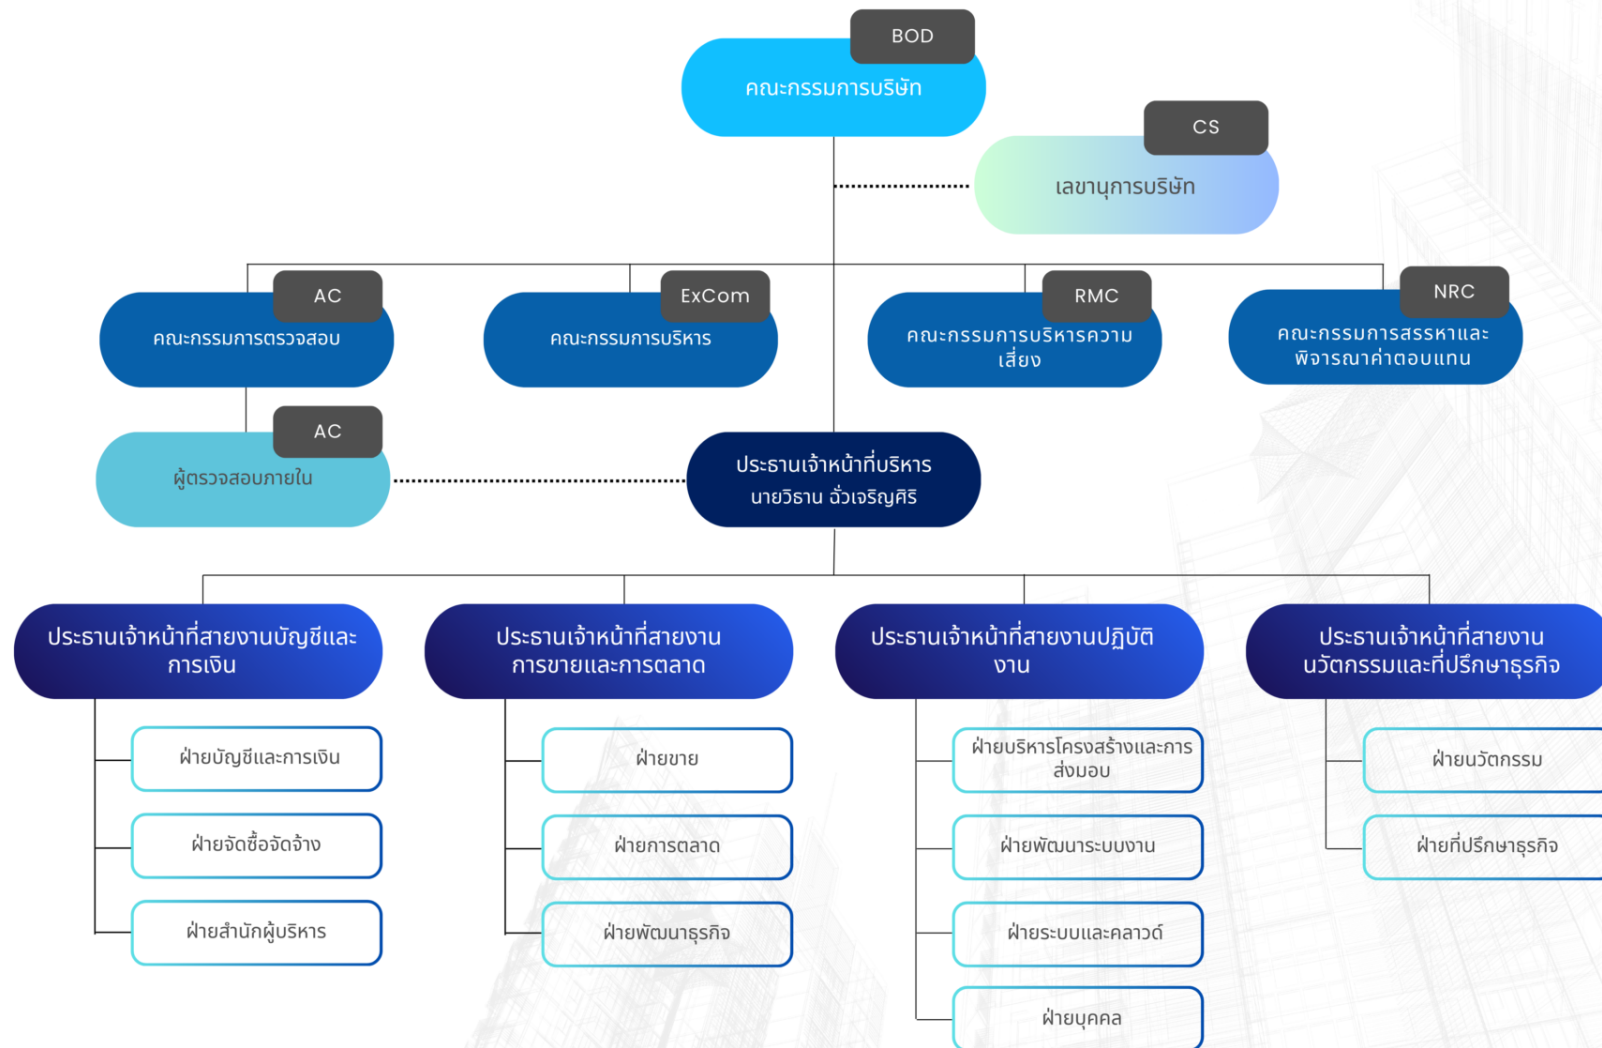 BOD
คณะกรรมการบริษัท
CS
เลขานุการบริษัท
AC
คณะกรรมการตรวจสอบ
ExCom
คณะกรรมการบริหาร
RMC
คณะกรรมการบริหารความ
เสี่ยง
NRC
คณะกรรมการสรรหาและ
พิจารณาค่าตอบแทน
AC
ผู้ตรวจสอบภายใน
ประธานเจ้าหน้าที่บริหาร
นายวิธาน ฉั่วเจริญศิริ
ประธานเจ้าหน้าที่สายงานบัญชีและ
การเงิน
ฝ่ายบัญชีและการเงิน
ฝ่ายจัดซื้อจัดจ้าง
ฝ่ายสำนักผู้บริหาร
ประธานเจ้าหน้าที่สายงาน
การขายและการตลาด
ฝ่ายขาย
ฝ่ายการตลาด
ฝ่ายพัฒนาธุรกิจ
ประธานเจ้าหน้าที่สายงานปฏิบัติ
งาน
ฝ่ายบริหารโครงสร้างและการ
ส่งมอบ
ฝ่ายพัฒนาระบบงาน
ฝ่ายระบบและคลาวด์
ฝ่ายบุคคล
ประธานเจ้าหน้าที่สายงาน
นวัตกรรมและที่ปรึกษาธุรกิจ
ฝ่ายนวัตกรรม
ฝ่ายที่ปรึกษาธุรกิจ